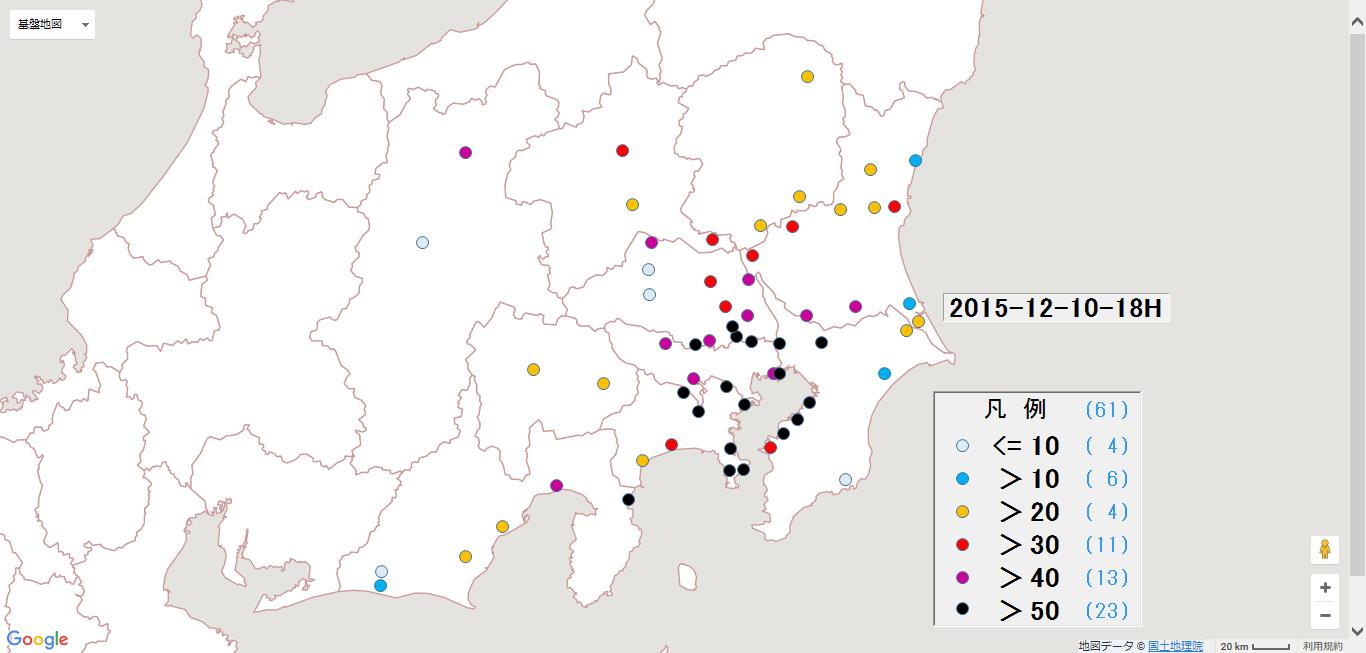 基盤地図
2015-12-10-18H
凡 例 (61)
<= 10 ( 4)
> 10 ( 6)
> 20 ( 4)
> 30 (11)
> 40 (13)
> 50 (23)
Google
地図データ © 国土地理院 20 km 利用規約